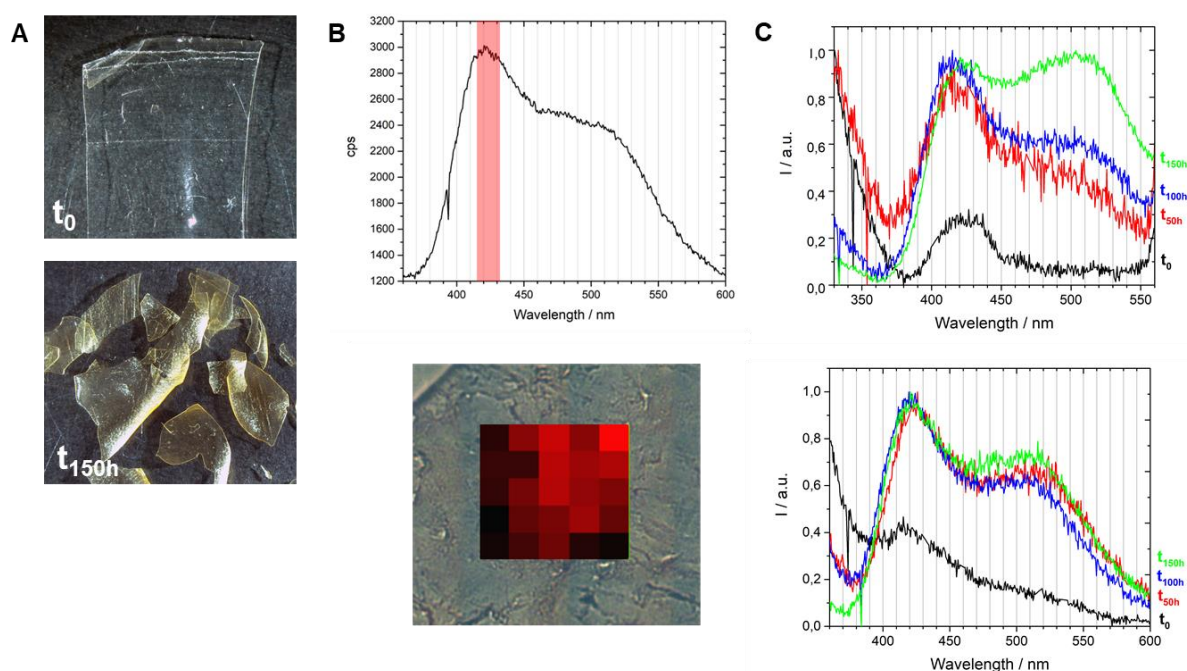 A
t0
t150h
B
3200
3000
2800
2600
2400
2200
2000
1800
1600
1400
1200
cps
400
450
500
550
600
Wavelength / nm
C
1,0
0,8
0,6
0,4
0,2
0,0
I / a.u.
t150h
t100h
t50h
t0
350
400
450
500
550
Wavelength / nm
1,0
0,8
0,6
0,4
0,2
0,0
I / a.u.
t150h
t100h
t50h
t0
400
450
500
550
600
Wavelength / nm